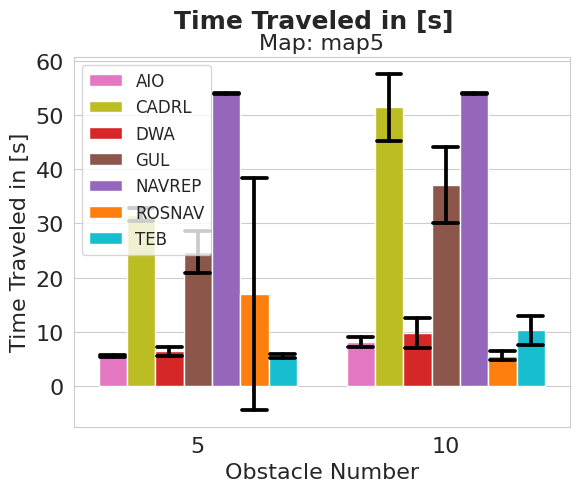 Time Traveled in [s]
Map: map5
Time Traveled in [s]
60
50
40
30
20
10
0
AIO
CADRL
DWA
GUL
NAVREP
ROSNAV
TEB
5
10
Obstacle Number